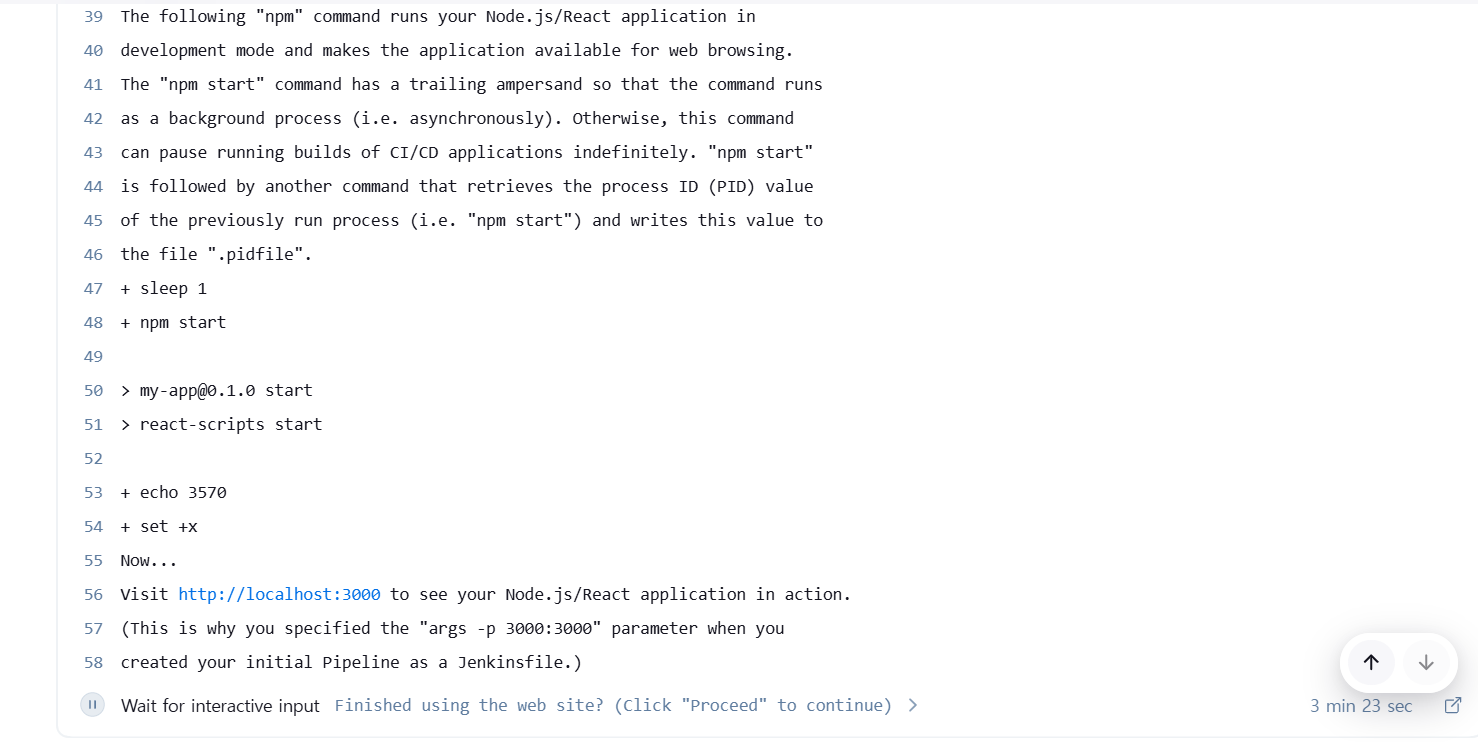 39 The following "npm" command runs your Node.js/React application in
40 development mode and makes the application available for web browsing.
41 The "npm start" command has a trailing ampersand so that the command runs
42 as a background process (i.e. asynchronously). Otherwise, this command
43 can pause running builds of CI/CD applications indefinitely. "npm start"
44 is followed by another command that retrieves the process ID (PID) value
45 of the previously run process (i.e. "npm start") and writes this value to
46 the file ".pidfile".
47 + sleep 1
48 + npm start
49
50 > my-app@0.1.0 start
51 > react-scripts start
52
53 + echo 3570
54 + set +x
55 Now...
56 Visit http://localhost:3000 to see your Node.js/React application in action.
57 (This is why you specified the "args -p 3000:3000" parameter when you
58 created your initial Pipeline as a Jenkinsfile.)
Wait for interactive input Finished using the web site? (Click "Proceed" to continue) 3 min 23 sec